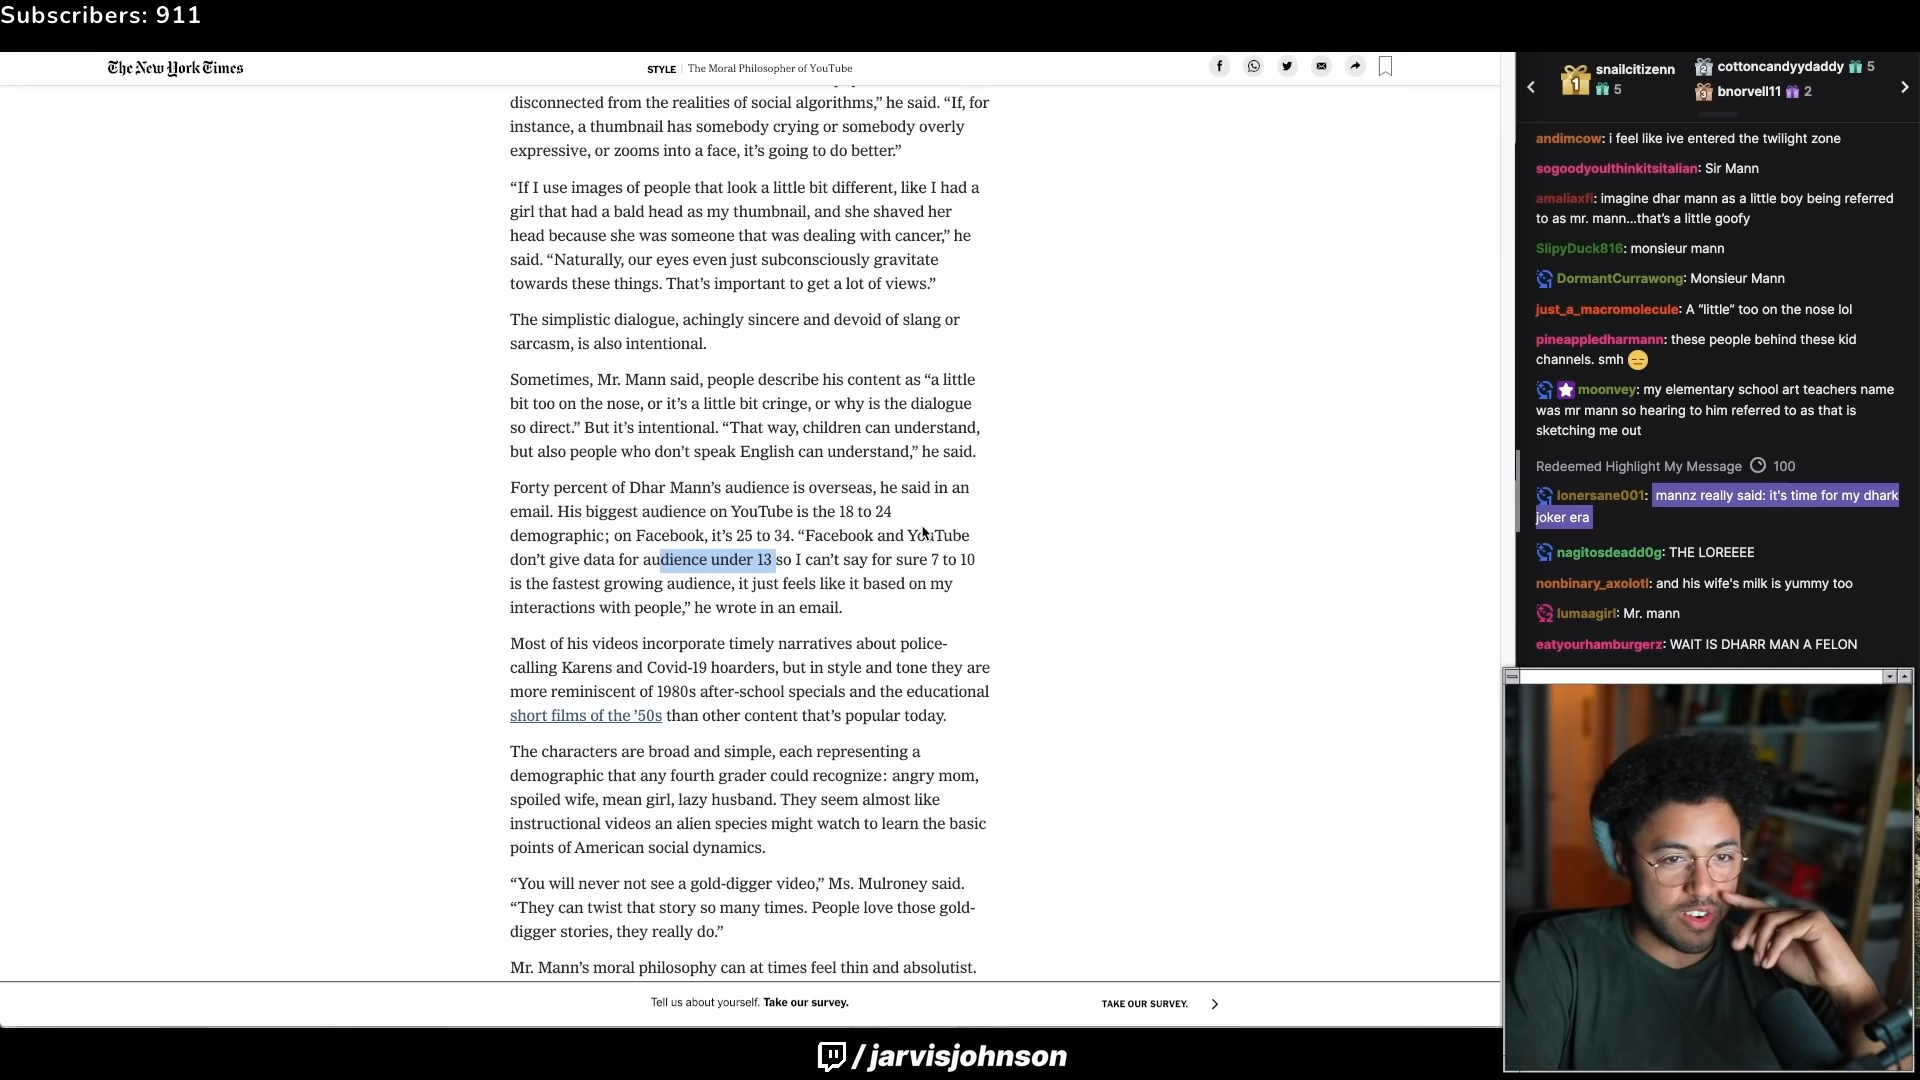 Subscribers: 911
The New York Times
STYLE | The Moral Philosopher of YouTube
disconnected from the realities of social algorithms,” he said. “If, for
instance, a thumbnail has somebody crying or somebody overly
expressive, or zooms into a face, it’s going to do better.”
“If I use images of people that look a little bit different, like I had a
girl that had a bald head as my thumbnail, and she shaved her
head because she was someone that was dealing with cancer,” he
said. “Naturally, our eyes even just subconsciously gravitate
towards these things. That’s important to get a lot of views.”
The simplistic dialogue, achingly sincere and devoid of slang or
sarcasm, is also intentional.
Sometimes, Mr. Mann said, people describe his content as “a little
bit too on the nose, or it’s a little bit cringe, or why is the dialogue
so direct.” But it’s intentional. “That way, children can understand,
but also people who don’t speak English can understand,” he said.
Forty percent of Dhar Mann’s audience is overseas, he said in an
email. His biggest audience on YouTube is the 18 to 24
demographic; on Facebook, it’s 25 to 34. “Facebook and YouTube
don’t give data for audience under 13 so I can’t say for sure 7 to 10
is the fastest growing audience, it just feels like it based on my
interactions with people,” he wrote in an email.
Most of his videos incorporate timely narratives about police-
calling Karens and Covid-19 hoarders, but in style and tone they are
more reminiscent of 1980s after-school specials and the educational
short films of the ’50s than other content that’s popular today.
The characters are broad and simple, each representing a
demographic that any fourth grader could recognize: angry mom,
spoiled wife, mean girl, lazy husband. They seem almost like
instructional videos an alien species might watch to learn the basic
points of American social dynamics.
“You will never not see a gold-digger video,” Ms. Mulroney said.
“They can twist that story so many times. People love those gold-
digger stories, they really do.”
Mr. Mann’s moral philosophy can at times feel thin and absolutist.
Tell us about yourself. Take our survey.
TAKE OUR SURVEY.
/jarvisjohnson
1 snailcitizenn
5
2 cottoncandyydaddy 5
3 bnorvell11 2
andimcow: i feel like ive entered the twilight zone
sogoodyoulthinkitsitalian: Sir Mann
amaliaxfi: imagine dhar mann as a little boy being referred
to as mr. mann...that’s a little goofy
SlipyDuck816: monsieur mann
DormantCurrawong: Monsieur Mann
just_a_macromolecule: A “little” too on the nose lol
pineappledharmann: these people behind these kid
channels. smh
moonvey: my elementary school art teachers name
was mr mann so hearing to him referred to as that is
sketching me out
Redeemed Highlight My Message 100
lonersane001: mannz really said: it's time for my dhark
joker era
nagitosdeadd0g: THE LOREEEE
nonbinary_axolotl: and his wife's milk is yummy too
lumaagirl: Mr. mann
eatyourhamburgerz: WAIT IS DHARR MAN A FELON